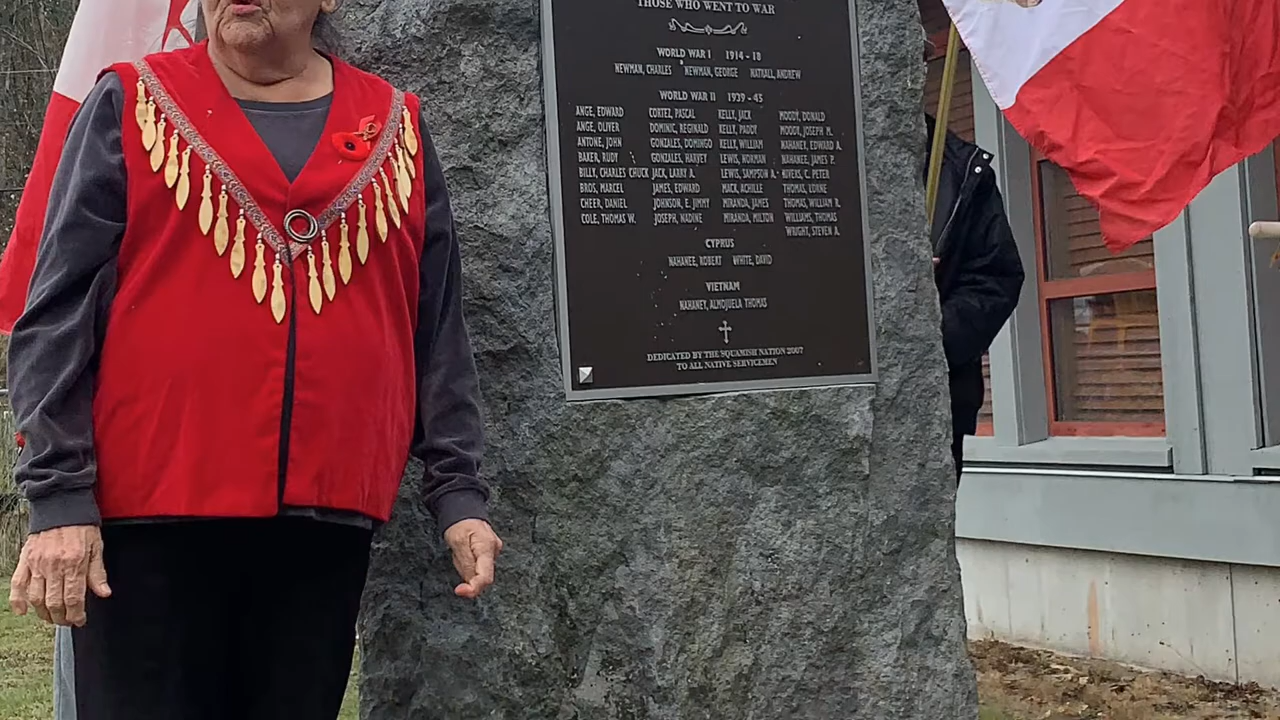 THOSE WHO WENT TO WAR
WORLD WAR I 1914 - 18
NEWMAN, CHARLES NEWMAN, GEORGE NATRALL, ANDREW
WORLD WAR II 1939 - 45
ANGE, EDWARD CORTEZ, PASCAL KELLY, JACK MOODY, DONALD
ANGE, OLIVER DOMINIC, REGINALD KELLY, PADDY MOODY, JOSEPH M.
ANTONE, JOHN GONZALES, DOMINGO KELLY, WILLIAM NAHANEY, EDWARD A.
BAKER, RUDY GONZALES, HARVEY LEWIS, NORMAN NAHANEE, JAMES P.
BILLY, CHARLES CHUCK JACK, LARRY A. LEWIS, SAMPSON A. RIVERS, C. PETER
BROS, MARCEL JAMES, EDWARD MACK, ACHILLE THOMAS, LORNE
CHEER, DANIEL JOHNSON, E. JIMMY MIRANDA, JAMES THOMAS, WILLIAM R.
COLE, THOMAS W. JOSEPH, NADINE MIRANDA, MILTON WILLIAMS, THOMAS
WRIGHT, STEVEN A.
CYPRUS
NAHANEE, ROBERT WHITE, DAVID
VIETNAM
NAHANEY, ALMOJUELA THOMAS
DEDICATED BY THE SQUAMISH NATION 2007
TO ALL NATIVE SERVICEMEN